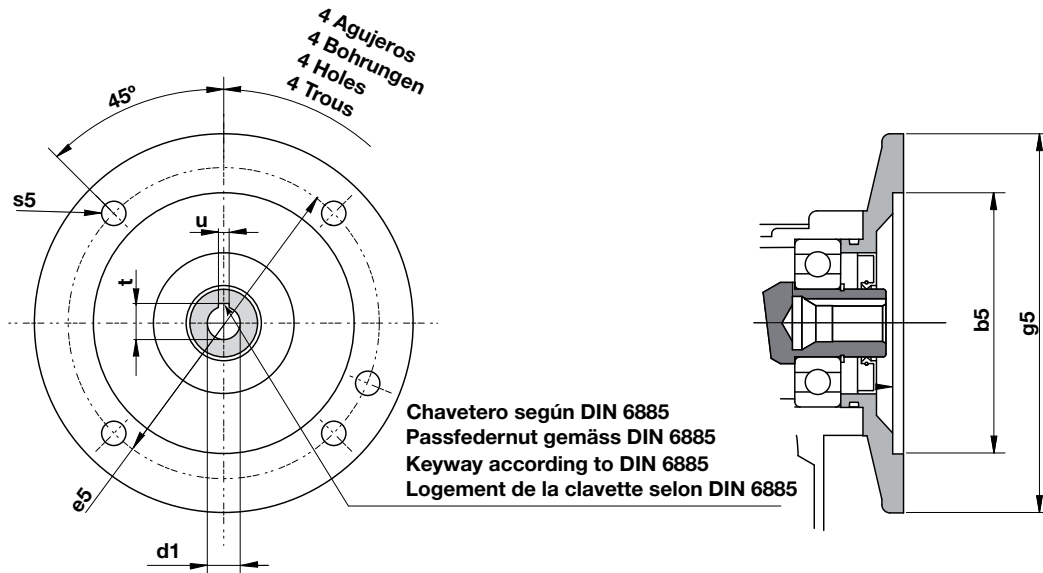 4 Agujeros
4 Bohrungen
4 Holes
4 Trous
45º
s5
u
t
b5
g5
Chavetero según DIN 6885
Passfedernut gemäss DIN 6885
Keyway according to DIN 6885
Logement de la clavette selon DIN 6885
e5
d1